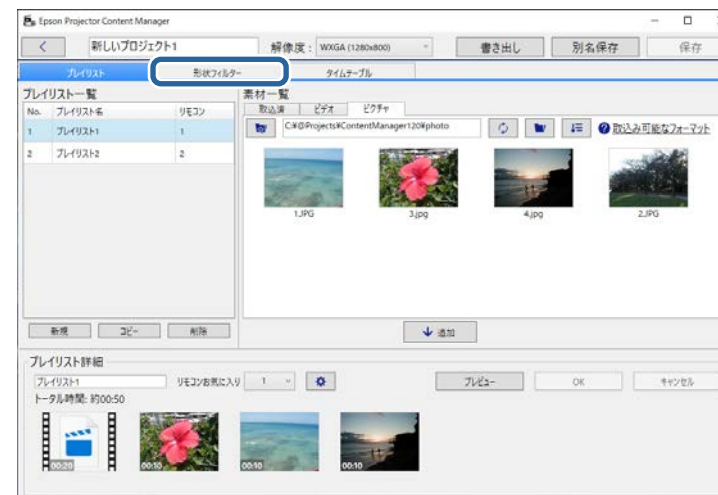 Epson Projector Content Manager
新しいプロジェクト1 解像度： WXGA (1280x800) 書き出し 別名保存 保存
プレイリスト 形状フィルター タイムテーブル
プレイリスト一覧 素材一覧
No. プレイリスト名 リモコン 取込済 ビデオ ピクチャ
C:¥@Projects¥ContentManager120¥photo 取込み可能なフォーマット
1 プレイリスト1 1
2 プレイリスト2 2
1.JPG 3.jpg 4.jpg 2.JPG
新規 コピー 削除 追加
プレイリスト詳細
プレイリスト1 リモコンお気に入り 1 プレビュー OK キャンセル
トータル時間: 約00:50
00:20 00:10 00:10 00:10